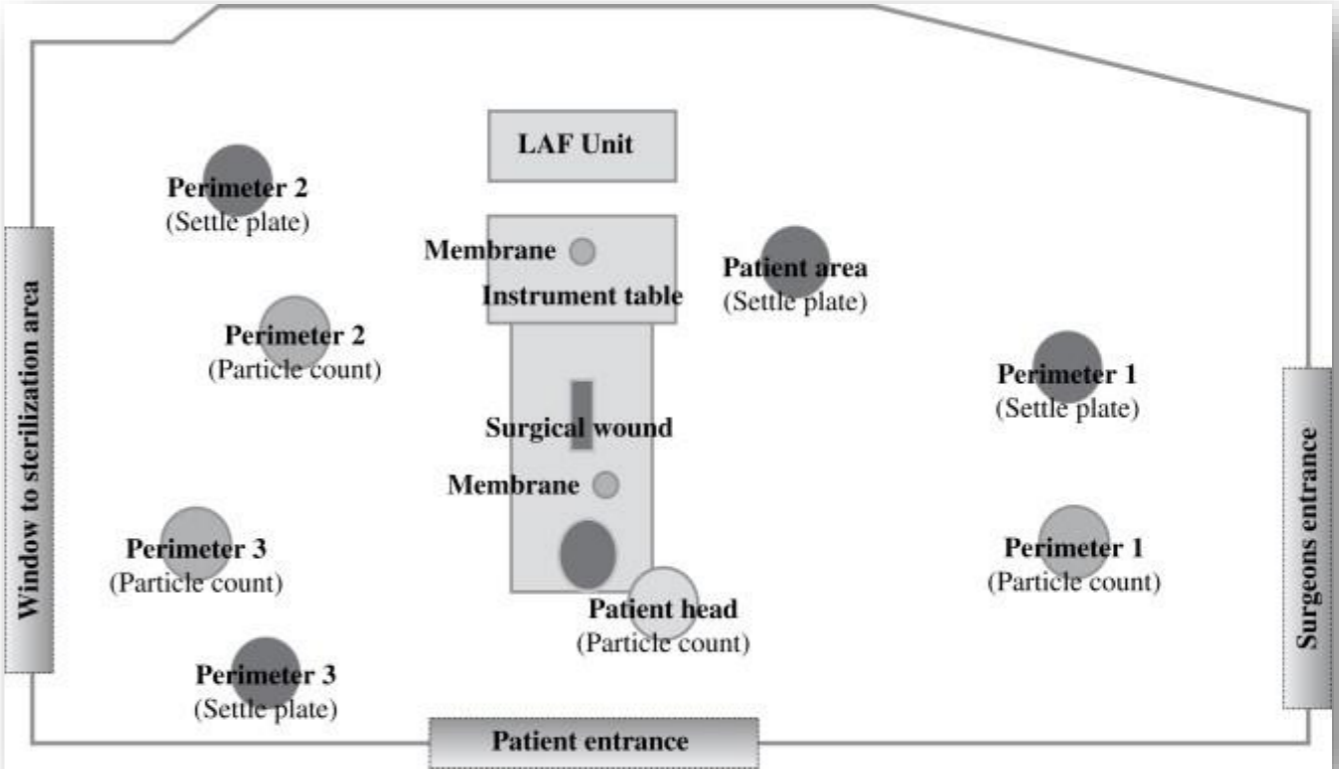 LAF Unit
Perimeter 2
(Settle plate)
Membrane
Instrument table
Patient area
(Settle plate)
Perimeter 2
(Particle count)
Perimeter 1
(Settle plate)
Window to sterilization area
Surgical wound
Membrane
Perimeter 3
(Particle count)
Perimeter 1
(Particle count)
Surgeons entrance
Patient head
(Particle count)
Perimeter 3
(Settle plate)
Patient entrance